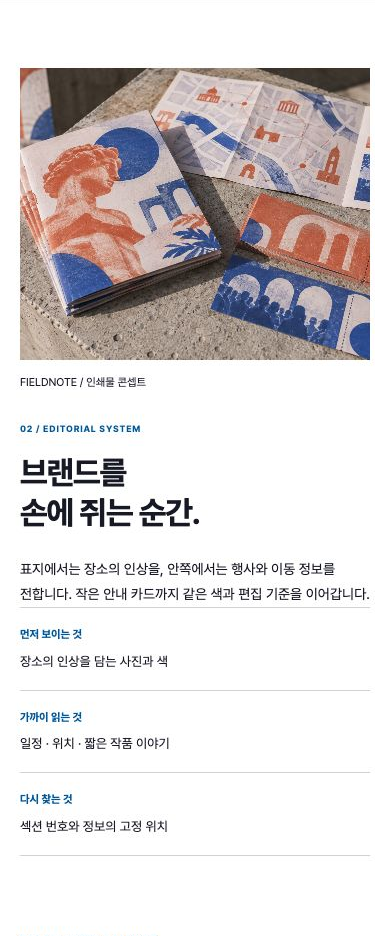 FIELDNOTE / 인쇄물 콘셉트
02 / EDITORIAL SYSTEM
브랜드를
손에 쥐는 순간.
표지에서는 장소의 인상을, 안쪽에서는 행사와 이동 정보를
전합니다. 작은 안내 카드까지 같은 색과 편집 기준을 이어갑니다.
먼저 보이는 것
장소의 인상을 담는 사진과 색
가까이 읽는 것
일정 · 위치 · 짧은 작품 이야기
다시 찾는 것
섹션 번호와 정보의 고정 위치